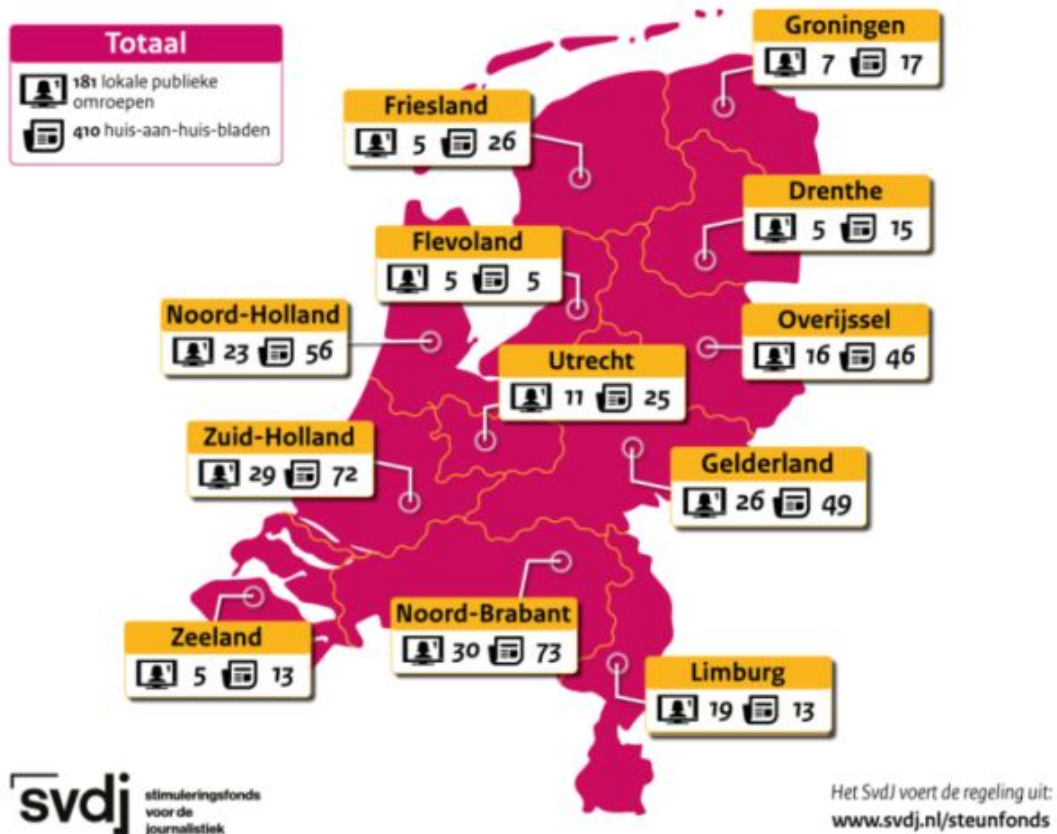 Totaal
181 lokale publieke
omroepen
410 huis-aan-huis-bladen
Groningen
7 17
Friesland
5 26
Drenthe
5 15
Flevoland
5 5
Noord-Holland
23 56
Overijssel
16 46
Utrecht
11 25
Zuid-Holland
29 72
Gelderland
26 49
Noord-Brabant
30 73
Zeeland
5 13
Limburg
19 13
svdj
stimuleringsfonds
voor de
journalistiek
Het SvdJ voert de regeling uit:
www.svdj.nl/steunfonds